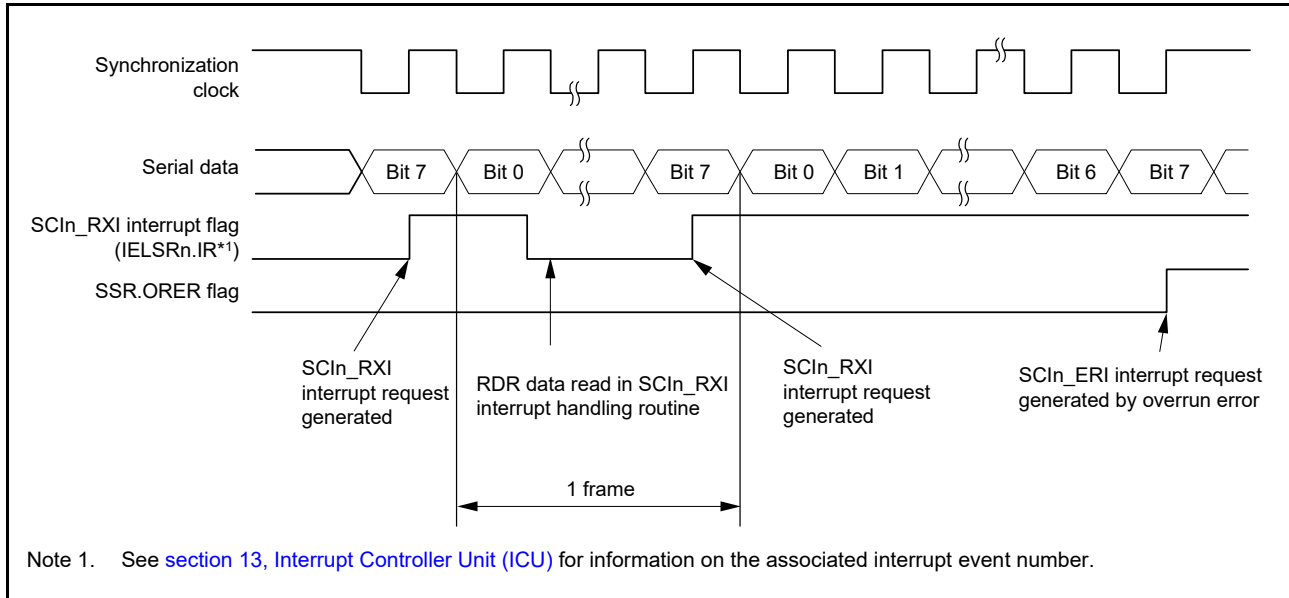 Synchronization
clock
Serial data
Bit 7
Bit 0
Bit 7
Bit 0
Bit 1
Bit 6
Bit 7
SCIn_RXI interrupt flag
(IELSRn.IR*1)
SSR.ORER flag
SCIn_RXI
interrupt request
generated
RDR data read in SCIn_RXI
interrupt handling routine
SCIn_RXI
interrupt request
generated
SCIn_ERI interrupt request
generated by overrun error
1 frame
Note 1. See section 13, Interrupt Controller Unit (ICU) for information on the associated interrupt event number.